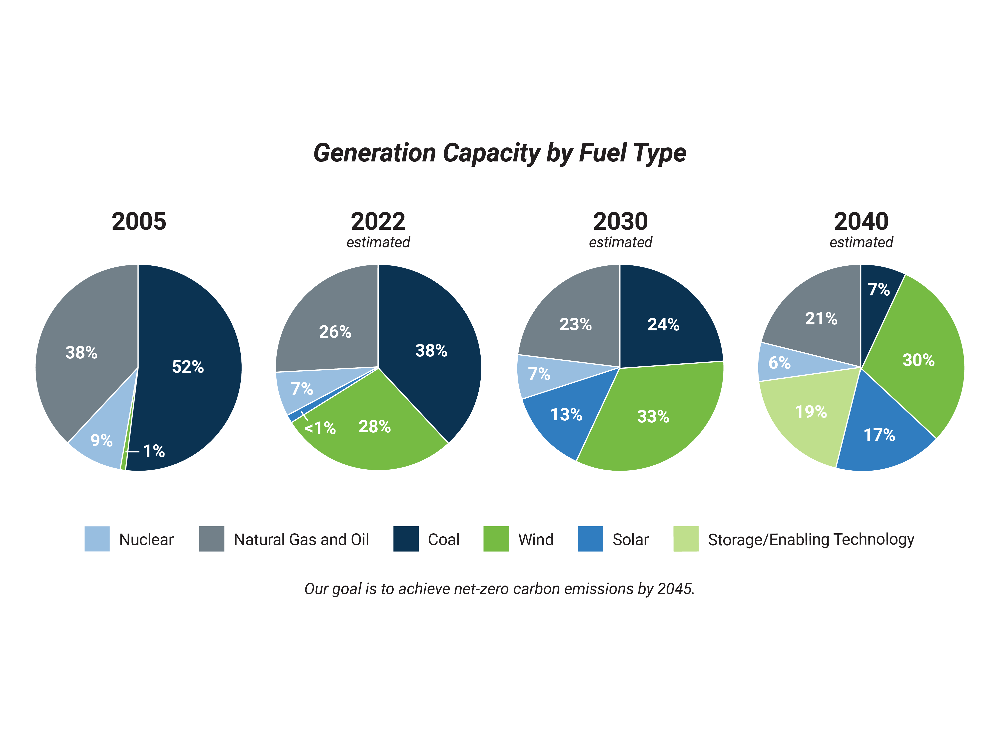 Generation Capacity by Fuel Type
2005
2022
estimated
2030
estimated
2040
estimated
38%
52%
9%
1%
26%
38%
7%
<1%
28%
23%
24%
7%
13%
33%
7%
21%
30%
6%
19%
17%
Nuclear
Natural Gas and Oil
Coal
Wind
Solar
Storage/Enabling Technology
Our goal is to achieve net-zero carbon emissions by 2045.